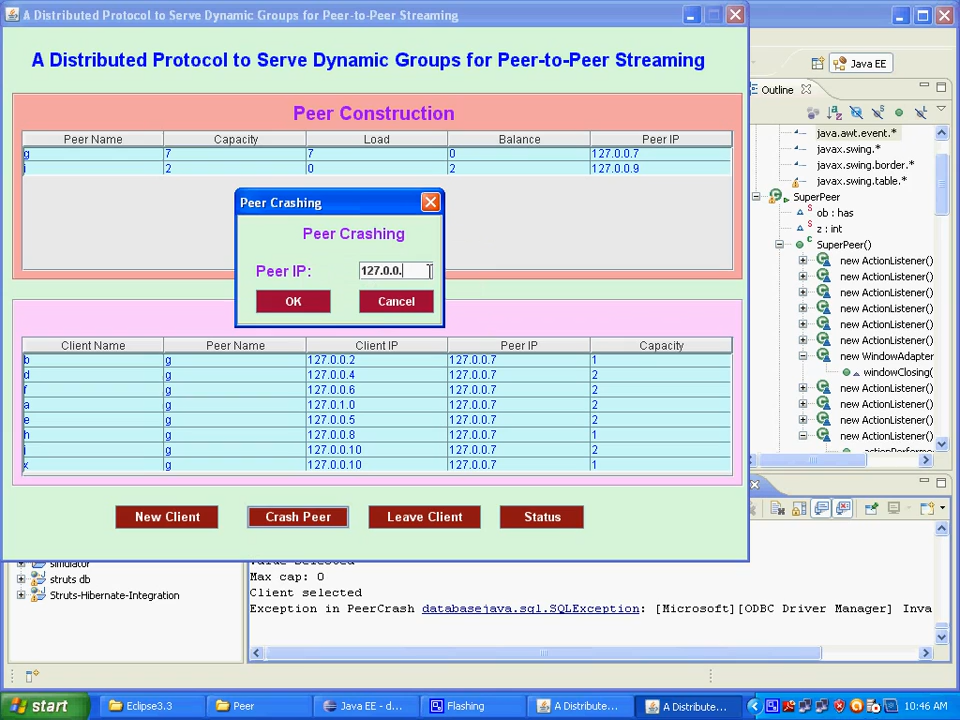 A Distributed Protocol to Serve Dynamic Groups for Peer-to-Peer Streaming
A Distributed Protocol to Serve Dynamic Groups for Peer-to-Peer Streaming
Peer Construction
Peer Name Capacity Load Balance Peer IP
g 7 7 0 127.0.0.7
2 0 2 127.0.0.9
Peer Crashing
Peer Crashing
Peer IP: 127.0.0.
OK Cancel
Client Name Peer Name Client IP Peer IP Capacity
b g 127.0.0.2 127.0.0.7 1
d g 127.0.0.4 127.0.0.7 2
f g 127.0.0.6 127.0.0.7 2
a g 127.0.1.0 127.0.0.7 2
e g 127.0.0.5 127.0.0.7 2
h g 127.0.0.8 127.0.0.7 1
g 127.0.0.10 127.0.0.7 2
x g 127.0.0.10 127.0.0.7 1
New Client Crash Peer Leave Client Status
Java EE
Outline
java.awt.event.*
javax.swing.*
javax.swing.border.*
javax.swing.table.*
SuperPeer
ob : has
z : int
SuperPeer()
new ActionListener()
new ActionListener()
new ActionListener()
new ActionListener()
new ActionListener()
new ActionListener()
new WindowAdapter
windowClosing(
new ActionListener()
new ActionListener()
new ActionListener()
new ActionListener()
simulator
struts db
Struts-Hibernate-Integration
Value Selected
Max cap: 0
Client selected
Exception in PeerCrash databasejava.sql.SQLException: [Microsoft][ODBC Driver Manager] Inva
start Eclipse3.3 Peer Java EE - d... Flashing A Distribute... A Distribute... 10:46 AM